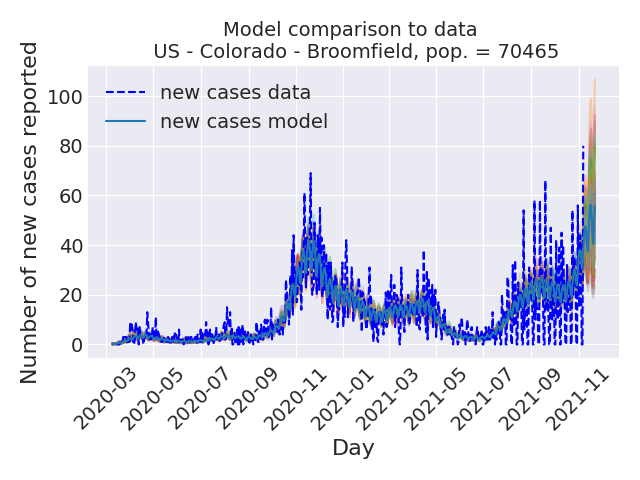 Model comparison to data
US - Colorado - Broomfield, pop. = 70465
Number of new cases reported
100
80
60
40
20
0
new cases data
new cases model
2020-03
2020-05
2020-07
2020-09
2020-11
2021-01
2021-03
2021-05
2021-07
2021-09
2021-11
Day